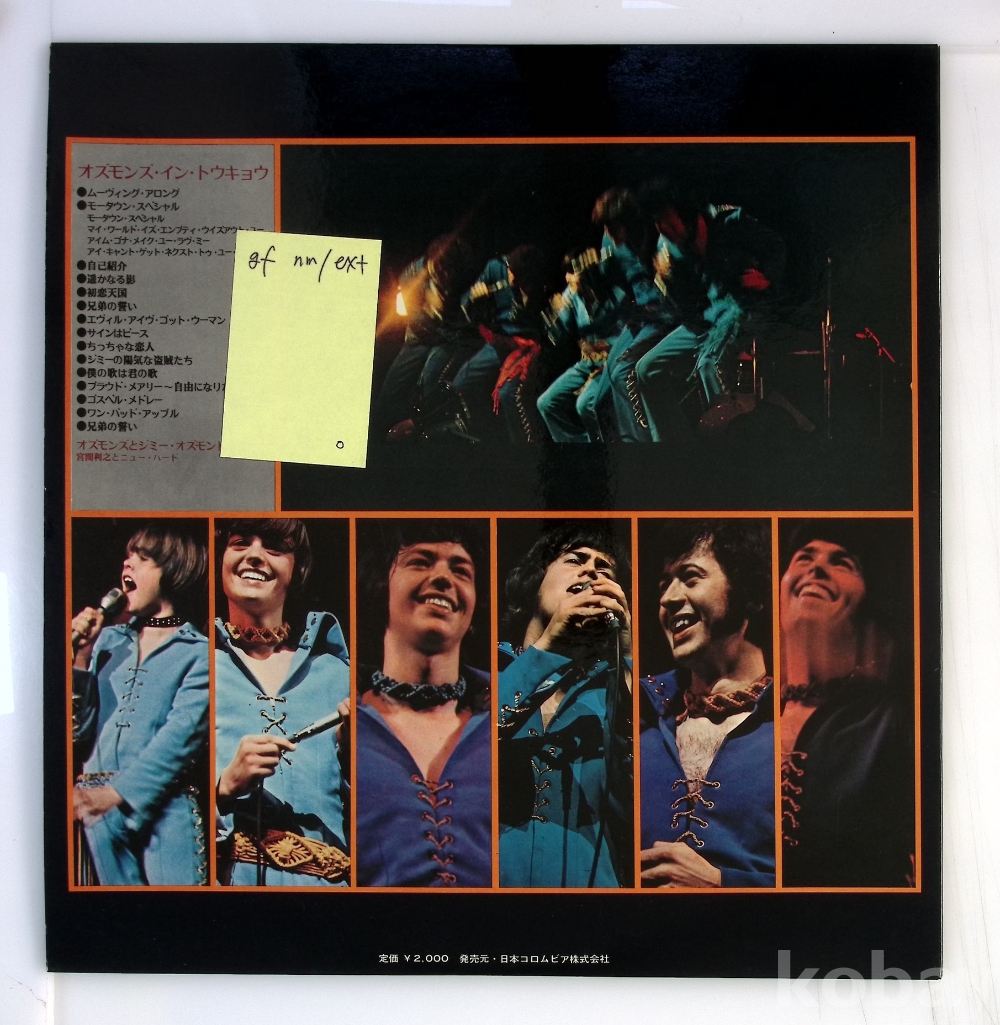 オズモンズ・イン・トウキョウ
●ムーヴィング・アロング
●モータウン・スペシャル
モータウン・スペシャル
マイ・ワールド・イズ・エンプティ・ウイズアウト・ユー
アイム・ゴナ・メイク・ユー・ラヴ・ミー
アイ・キャント・ゲット・ネクスト・トゥ・ユー
●自己紹介
●遥かなる影
●初恋天国
●兄弟の誓い
●エヴィル・アイヴ・ゴット・ウーマン
●サインはピース
●ちっちゃな恋人
●ジミーの陽気な盗賊たち
●僕の歌は君の歌
●プラウド・メアリー～自由になりた
●ゴスペル・メドレー
●ワン・バッド・アップル
●兄弟の誓い
オズモンズとジミー・オズモンド
宮間利之とニュー・ハード
gf nm/ext
定価 ￥2,000 発売元・日本コロムビア株式会社
koba